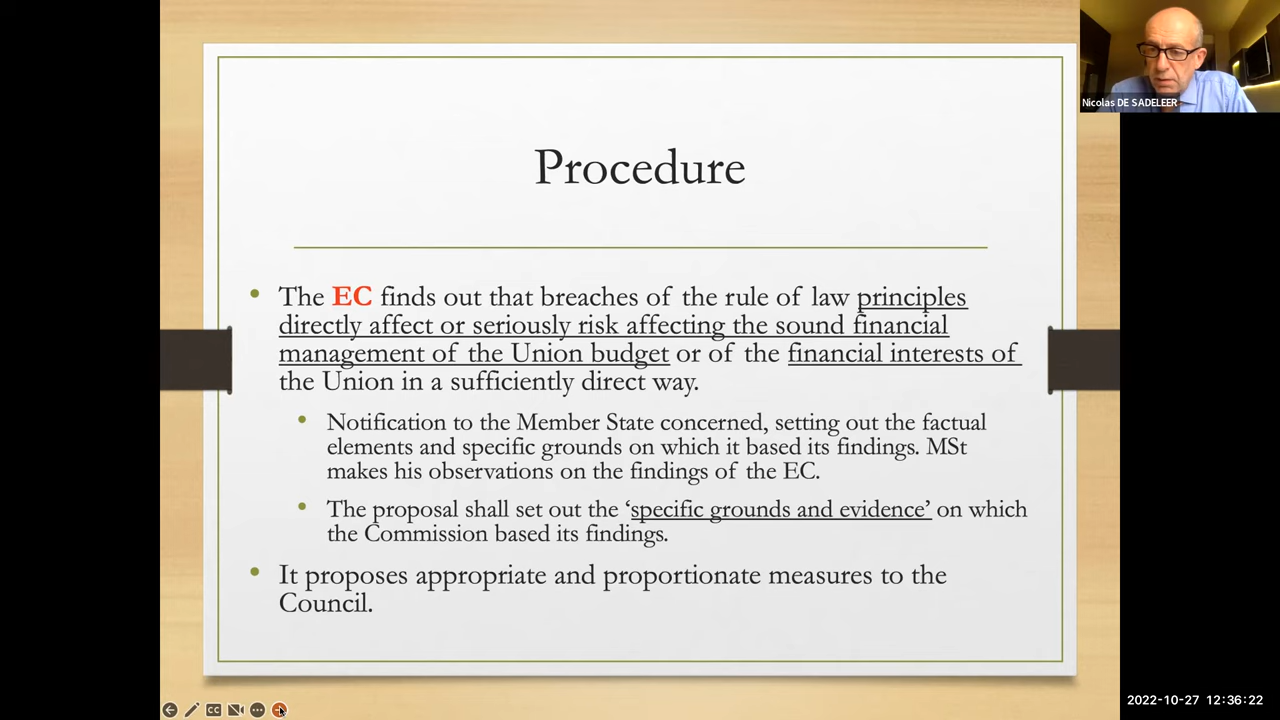 Nicolas DE SADELEER
Procedure
• The EC finds out that breaches of the rule of law principles
directly affect or seriously risk affecting the sound financial
management of the Union budget or of the financial interests of
the Union in a sufficiently direct way.
• Notification to the Member State concerned, setting out the factual
elements and specific grounds on which it based its findings. MSt
makes his observations on the findings of the EC.
• The proposal shall set out the ‘specific grounds and evidence’ on which
the Commission based its findings.
• It proposes appropriate and proportionate measures to the
Council.
CC
2022-10-27 12:36:22